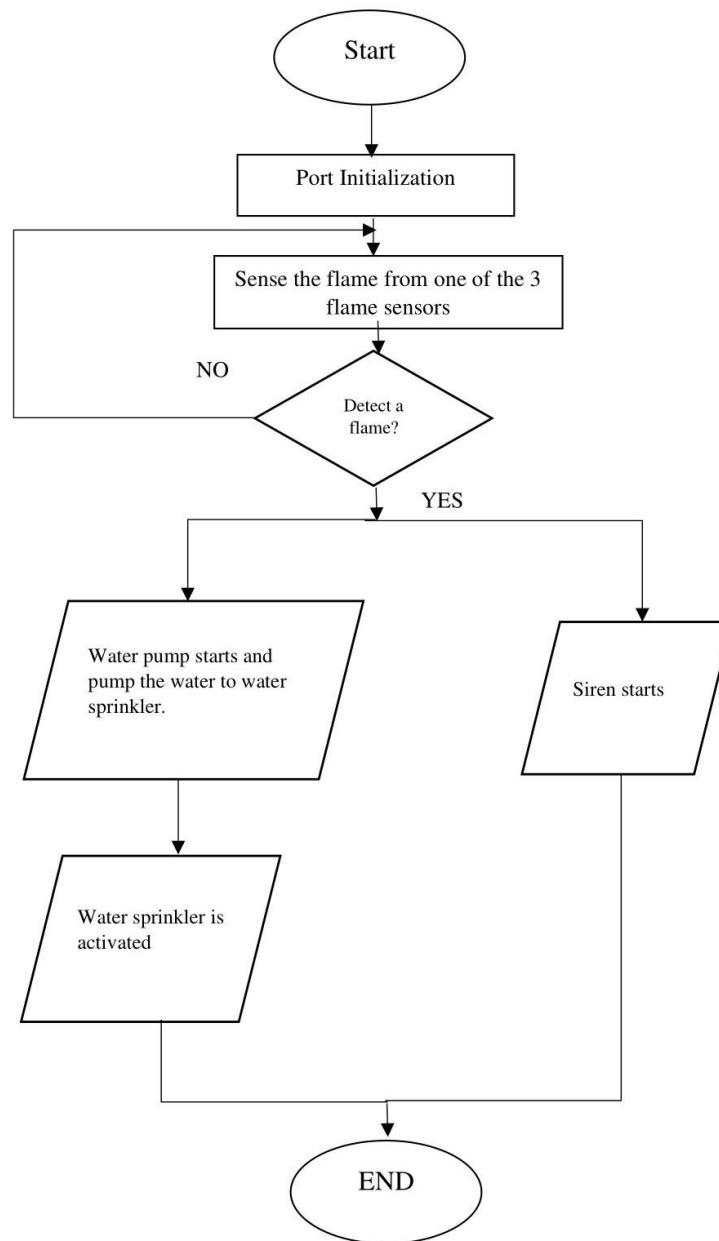 Start
Port Initialization
Sense the flame from one of the 3
flame sensors
NO
Detect a
flame?
YES
Water pump starts and
pump the water to water
sprinkler.
Siren starts
Water sprinkler is
activated
END